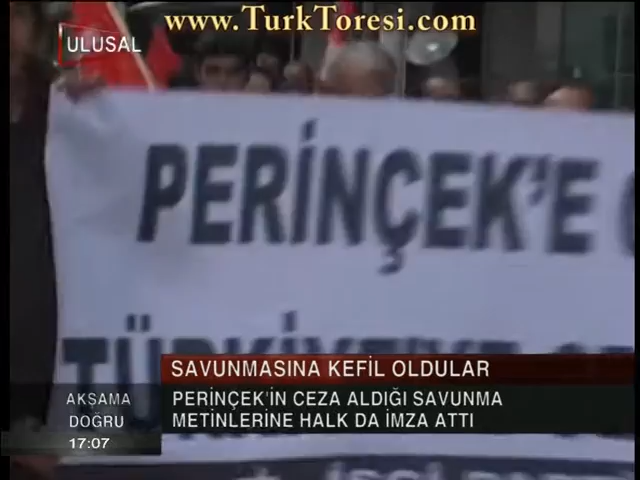 www.TurkToresi.com
ULUSAL
PERİNÇEK'E
SAVUNMASINA KEFİL OLDULAR
AKŞAMA
DOĞRU
17:07
PERİNÇEK'İN CEZA ALDIĞI SAVUNMA
METİNLERİNE HALK DA İMZA ATTI